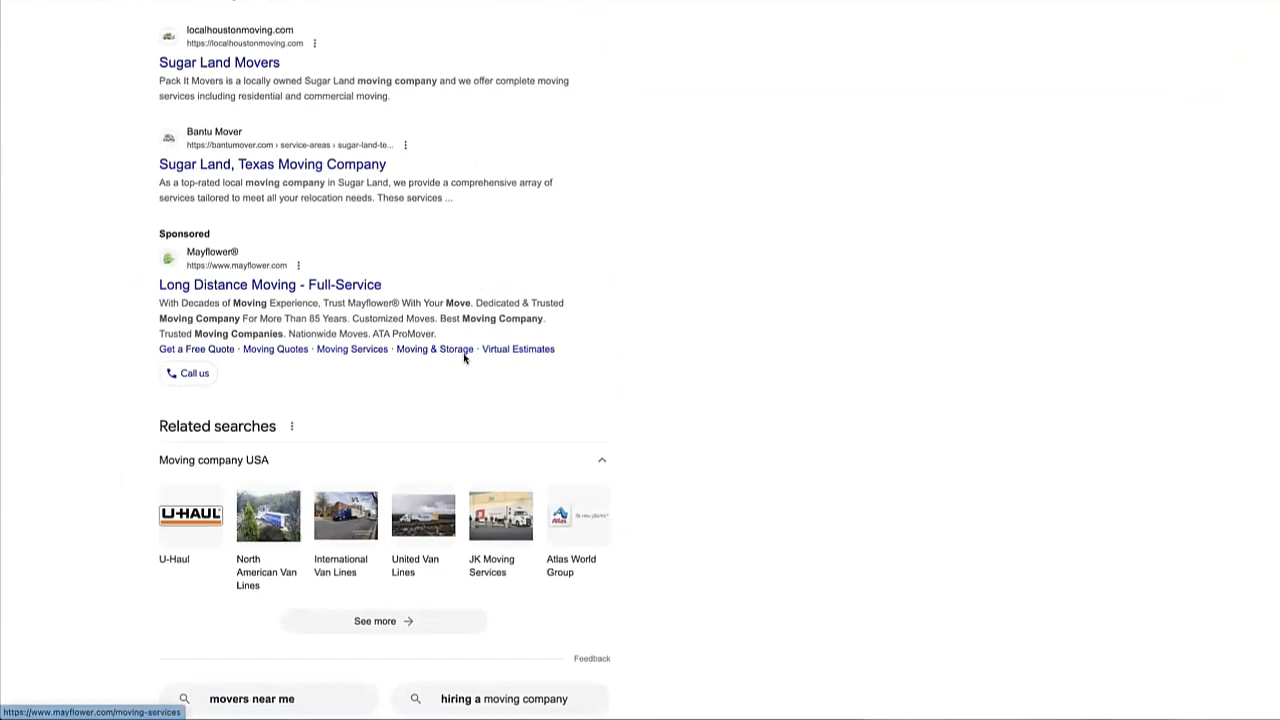 localhoustonmoving.com
https://localhoustonmoving.com
Sugar Land Movers
Pack It Movers is a locally owned Sugar Land moving company and we offer complete moving
services including residential and commercial moving.
Bantu Mover
https://bantumover.com › service-areas › sugar-land-te...
Sugar Land, Texas Moving Company
As a top-rated local moving company in Sugar Land, we provide a comprehensive array of
services tailored to meet all your relocation needs. These services ...
Sponsored
Mayflower®
https://www.mayflower.com
Long Distance Moving - Full-Service
With Decades of Moving Experience, Trust Mayflower® With Your Move. Dedicated & Trusted
Moving Company For More Than 85 Years. Customized Moves. Best Moving Company.
Trusted Moving Companies. Nationwide Moves. ATA ProMover.
Get a Free Quote · Moving Quotes · Moving Services · Moving & Storage · Virtual Estimates
Call us
Related searches
Moving company USA
U-HAUL
Atlas
U-Haul
North
American Van
Lines
International
Van Lines
United Van
Lines
JK Moving
Services
Atlas World
Group
See more
Feedback
movers near me
hiring a moving company
https://www.mayflower.com/moving-services